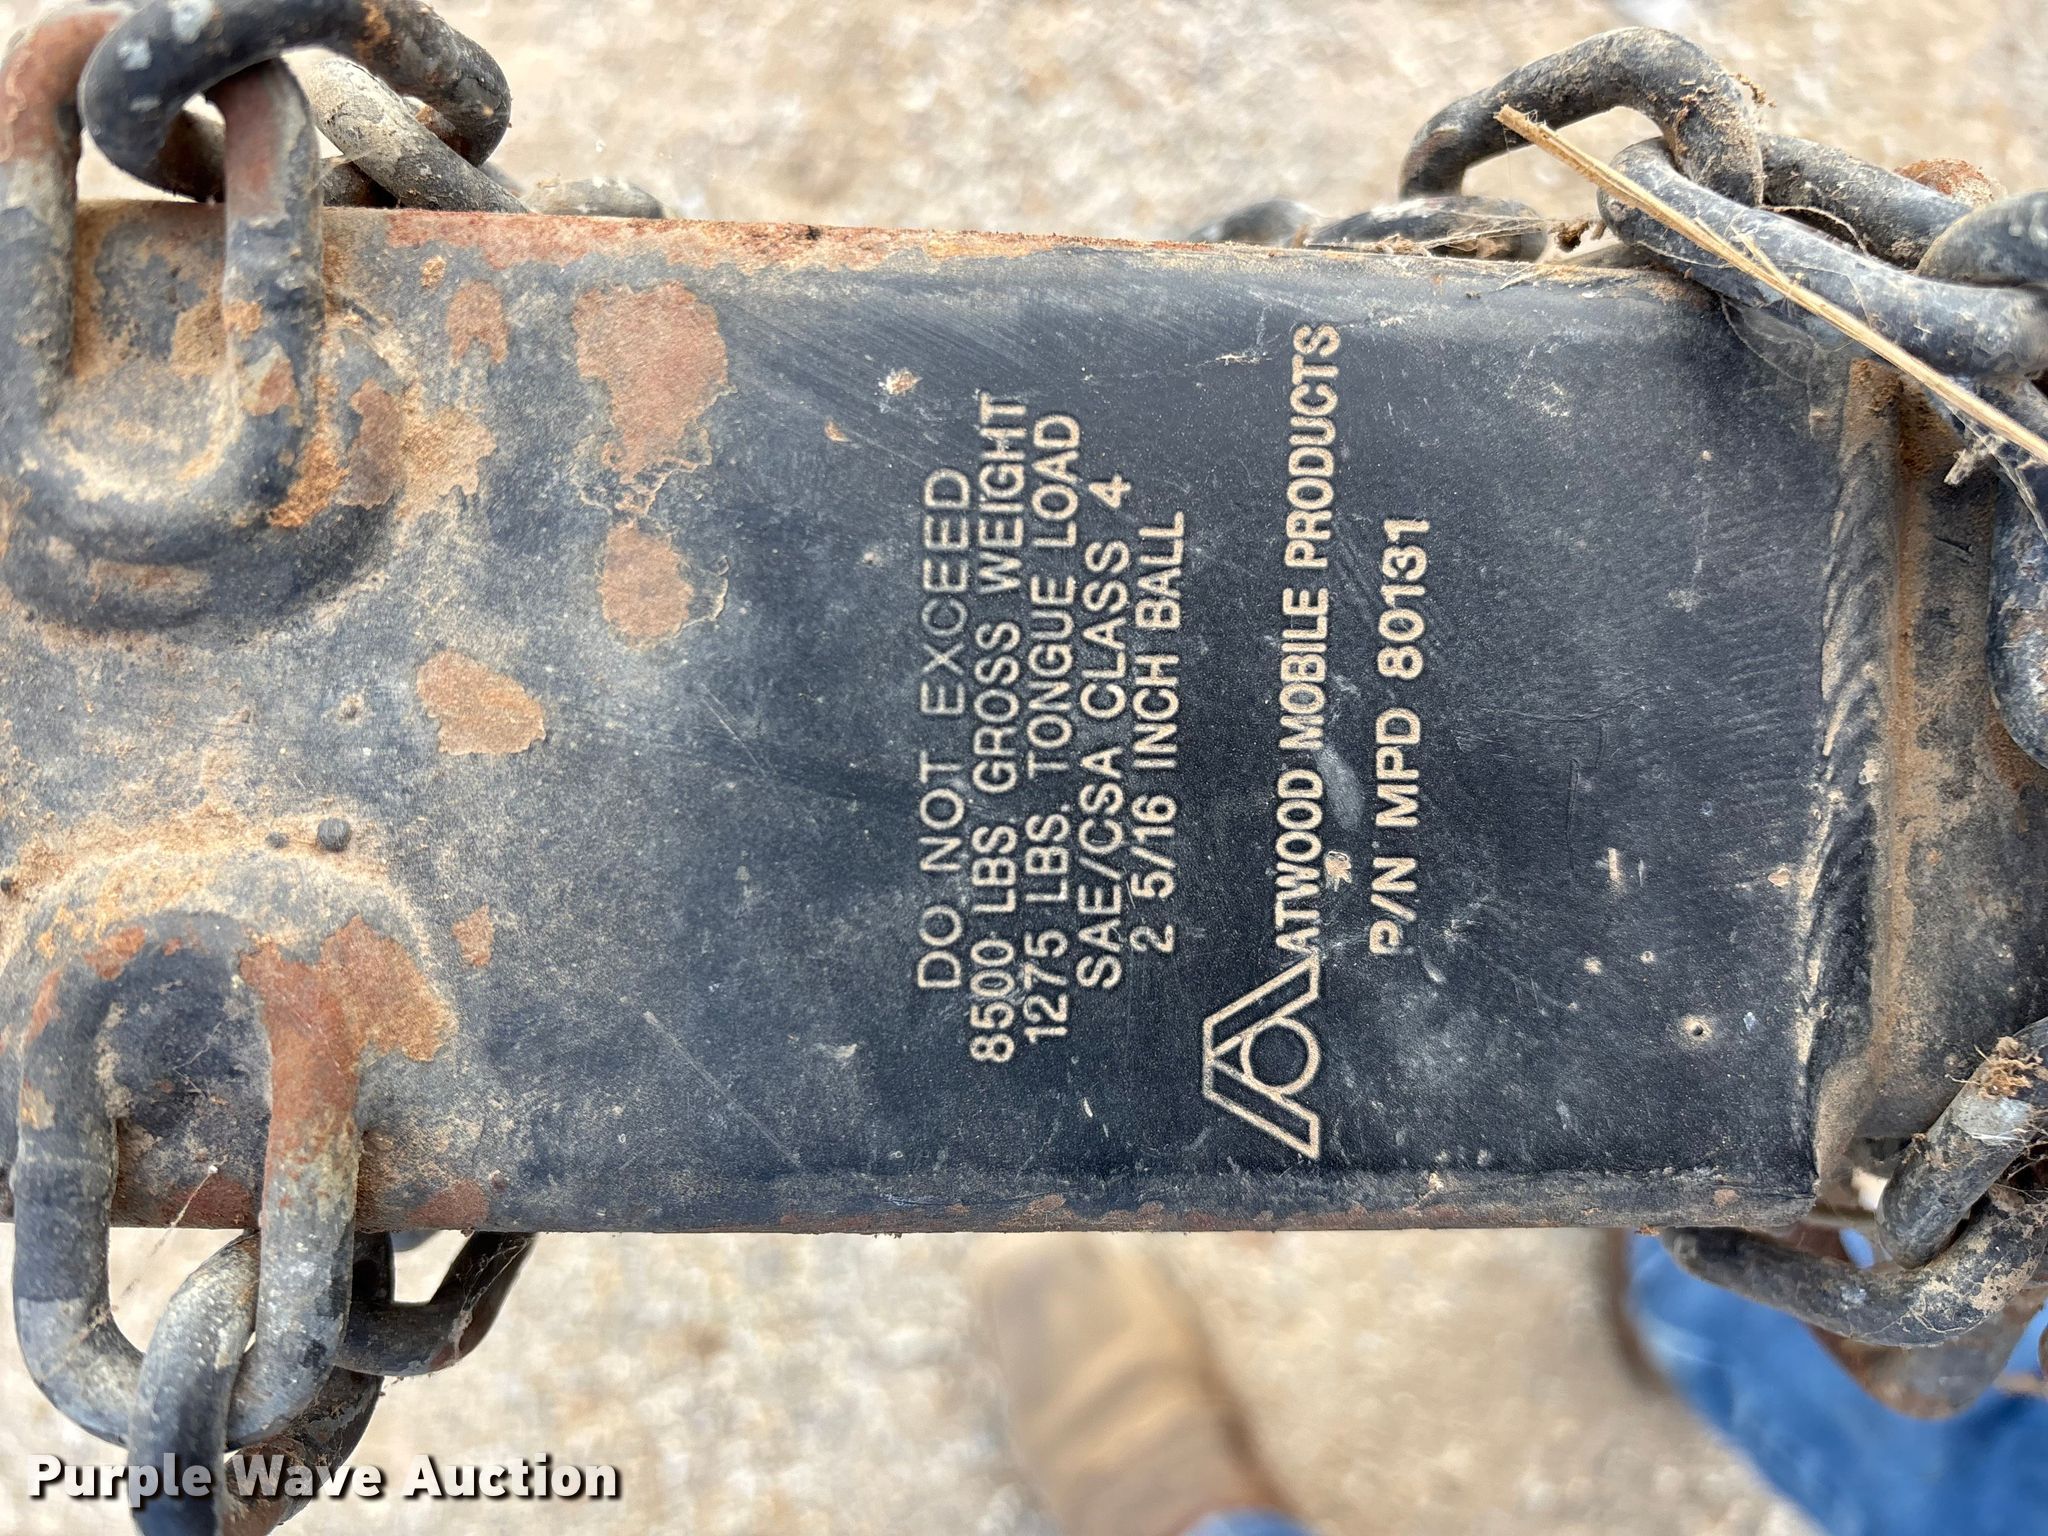 DO NOT EXCEED
8500 LBS GROSS WEIGHT
1275 LBS. TONGUE LOAD
SAE/CSA CLASS 4
2 5/16 INCH BALL
ATWOOD MOBILE PRODUCTS
P/N MPD 80131
Purple Wave Auction